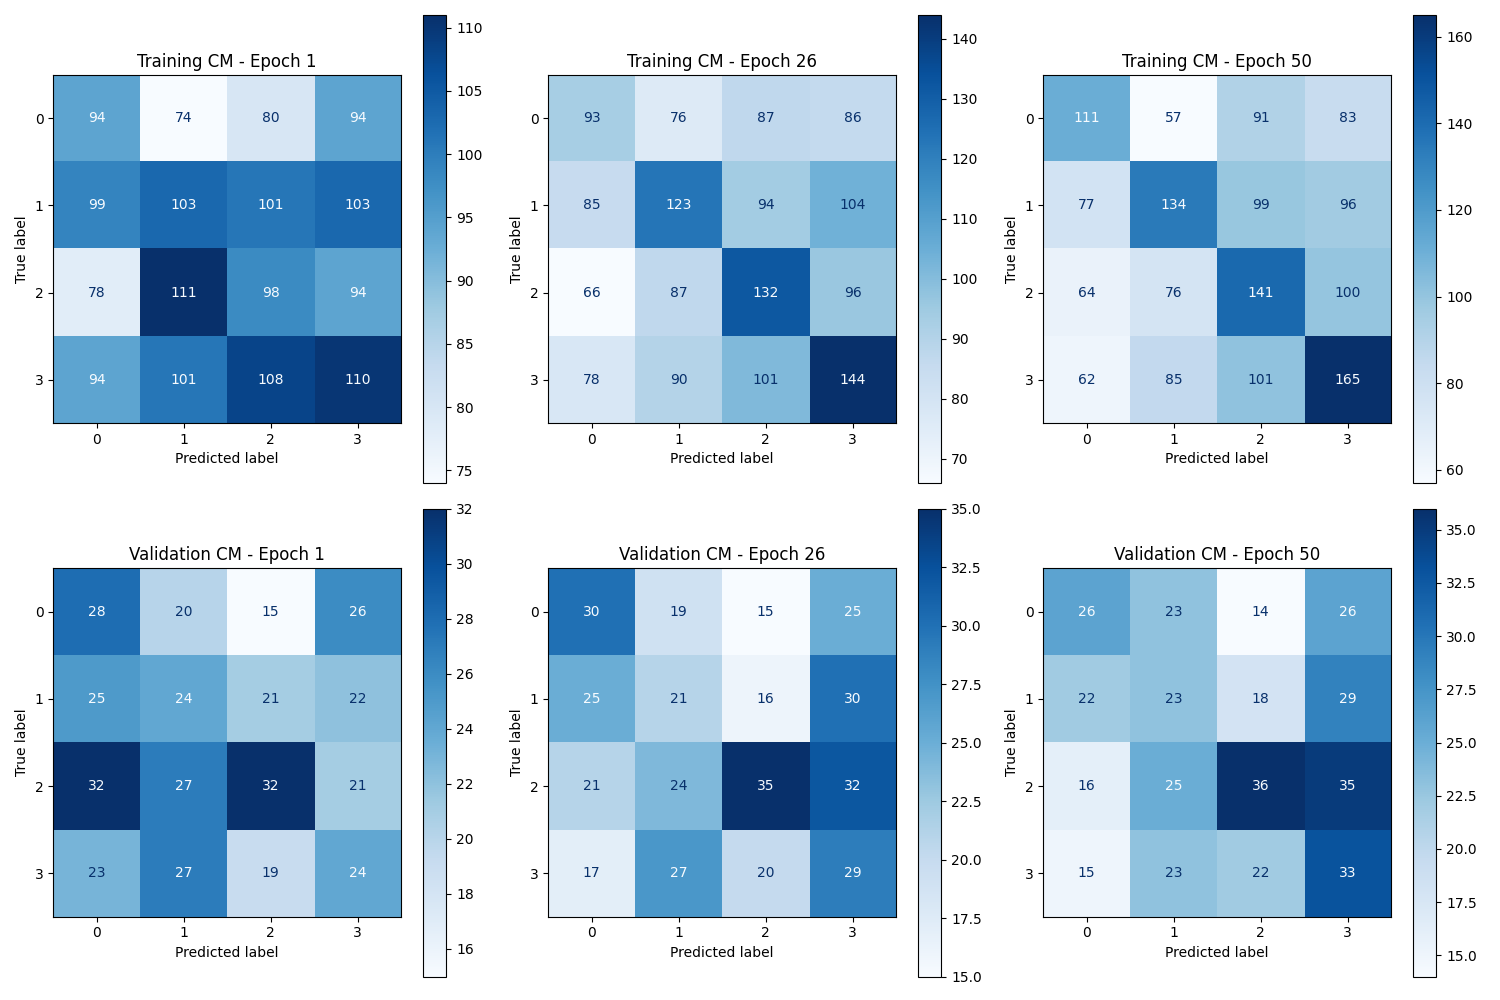 Training CM - Epoch 1
0 94 74 80 94
1 99 103 101 103
2 78 111 98 94
3 94 101 108 110
0 1 2 3
True label
Predicted label
110
105
100
95
90
85
80
75
Training CM - Epoch 26
0 93 76 87 86
1 85 123 94 104
2 66 87 132 96
3 78 90 101 144
0 1 2 3
True label
Predicted label
140
130
120
110
100
90
80
70
Training CM - Epoch 50
0 111 57 91 83
1 77 134 99 96
2 64 76 141 100
3 62 85 101 165
0 1 2 3
True label
Predicted label
160
140
120
100
80
60
Validation CM - Epoch 1
0 28 20 15 26
1 25 24 21 22
2 32 27 32 21
3 23 27 19 24
0 1 2 3
True label
Predicted label
32
30
28
26
24
22
20
18
16
Validation CM - Epoch 26
0 30 19 15 25
1 25 21 16 30
2 21 24 35 32
3 17 27 20 29
0 1 2 3
True label
Predicted label
35.0
32.5
30.0
27.5
25.0
22.5
20.0
17.5
15.0
Validation CM - Epoch 50
0 26 23 14 26
1 22 23 18 29
2 16 25 36 35
3 15 23 22 33
0 1 2 3
True label
Predicted label
35.0
32.5
30.0
27.5
25.0
22.5
20.0
17.5
15.0